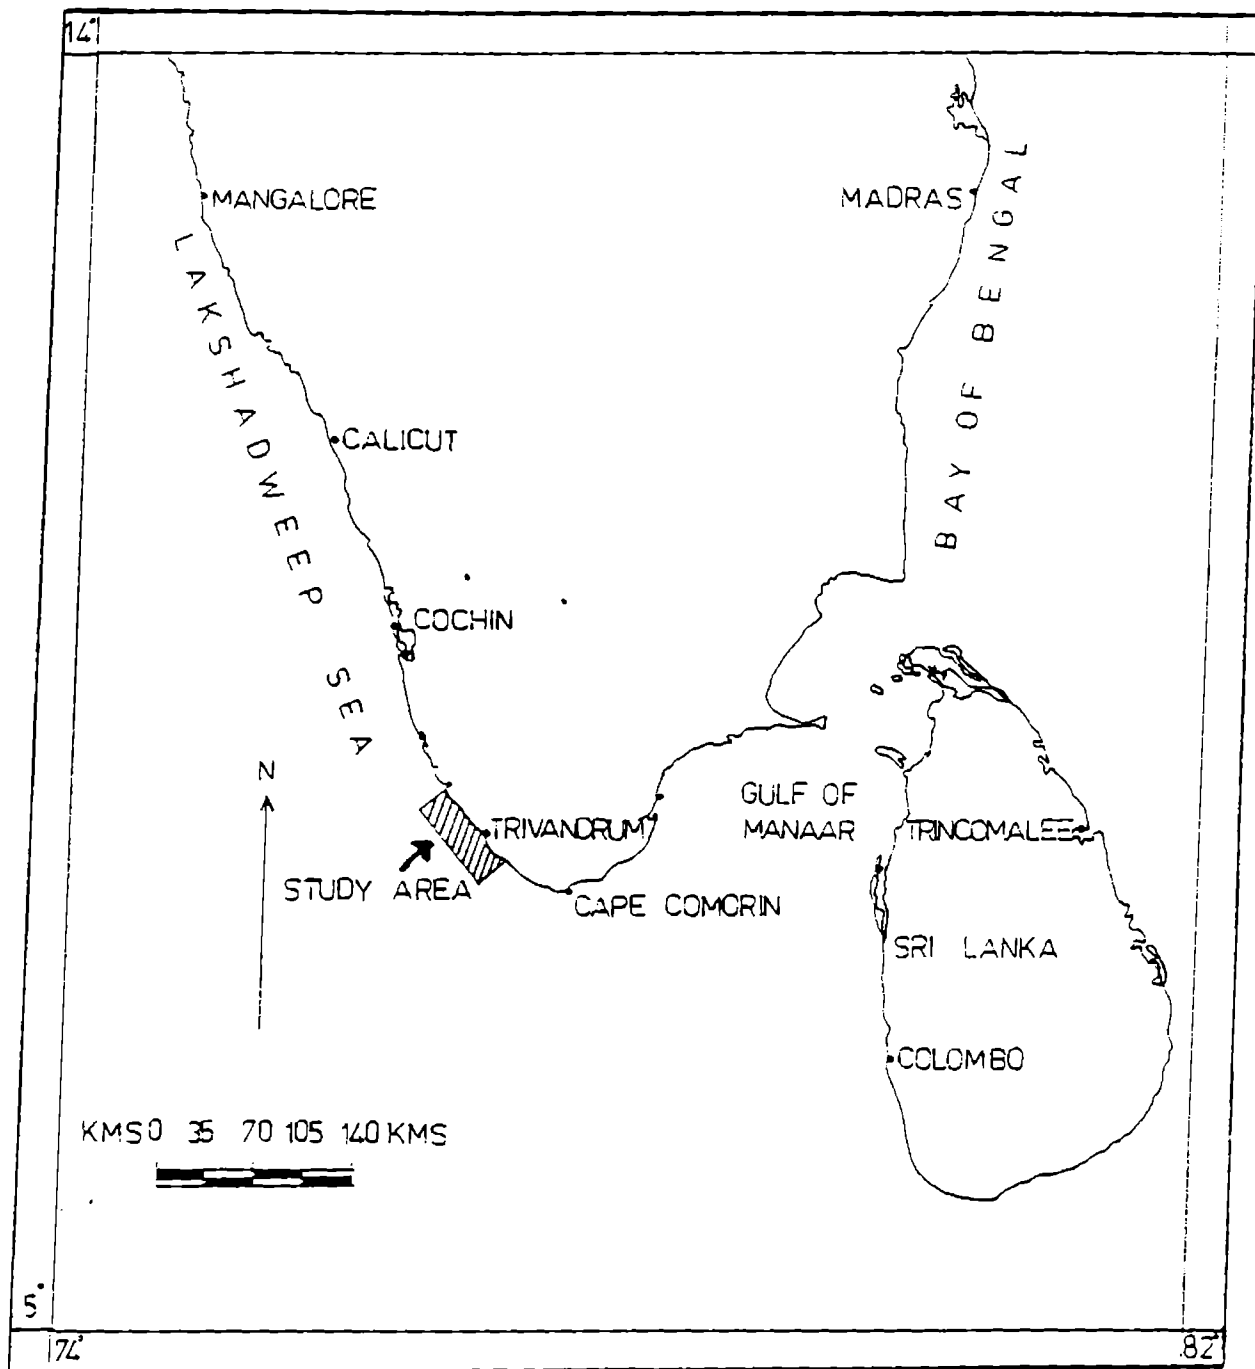 14°
MANGALORE
MADRAS
LAKSHADWEEP SEA
BAY OF BENGAL
CALICUT
COCHIN
N
GULF OF
MANAAR
TRIVANDRUM
TRINCOMALEE
STUDY AREA
CAPE COMORIN
SRI LANKA
COLOMBO
KMS 0 35 70 105 140 KMS
5°
74°
82°